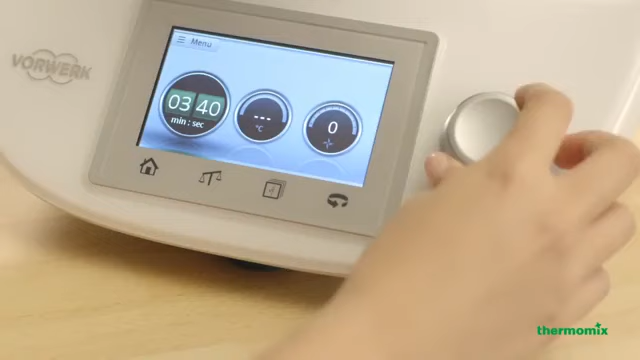 VORWERK
Menu
03 40
min : sec
---
°C
0
thermomix